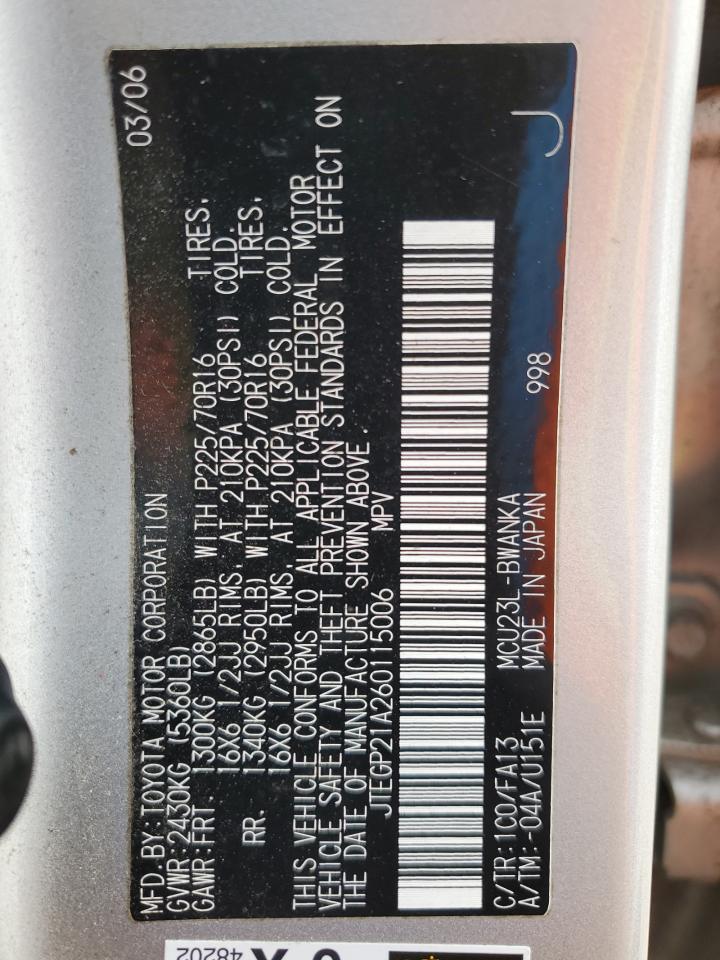 MFD.BY:TOYOTA MOTOR CORPORATION 03/06
GVWR:2430KG (5360LB)
GAWR:FRT. 1300KG (2865LB) WITH P225/70R16 TIRES,
16X6 1/2JJ RIMS, AT 210KPA (30PSI) COLD.
RR. 1340KG (2950LB) WITH P225/70R16 TIRES,
16X6 1/2JJ RIMS, AT 210KPA (30PSI) COLD.
THIS VEHICLE CONFORMS TO ALL APPLICABLE FEDERAL MOTOR
VEHICLE SAFETY AND THEFT PREVENTION STANDARDS IN EFFECT ON
THE DATE OF MANUFACTURE SHOWN ABOVE.
JTEGP21A260115006 MPV
C/TR:1C0/FA13 MCU23L-BWANKA
A/TM:-04A/U151E MADE IN JAPAN 998
J
48202